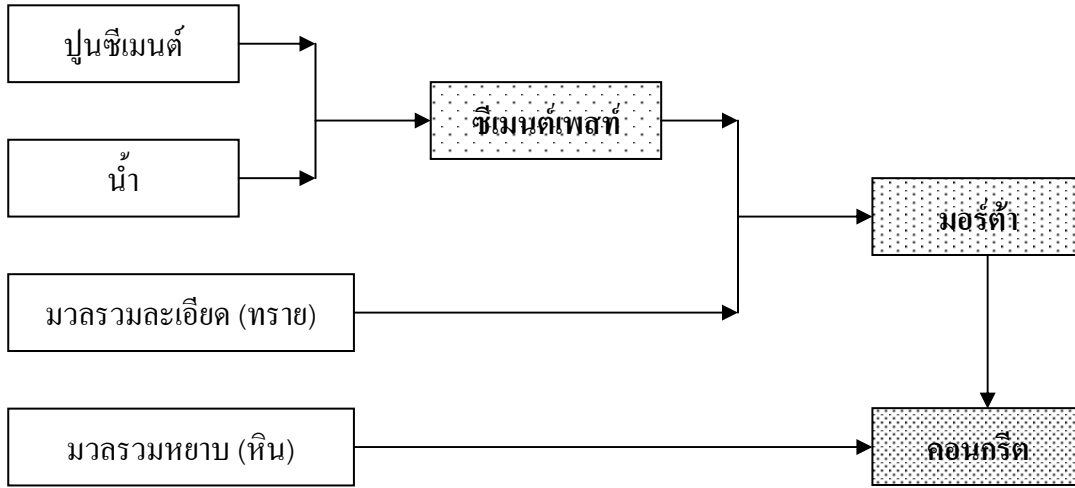 ปูนซีเมนต์
ซีเมนต์เพสท์
น้ำ
มอร์ต้า
มวลรวมละเอียด (ทราย)
มวลรวมหยาบ (หิน)
คอนกรีต